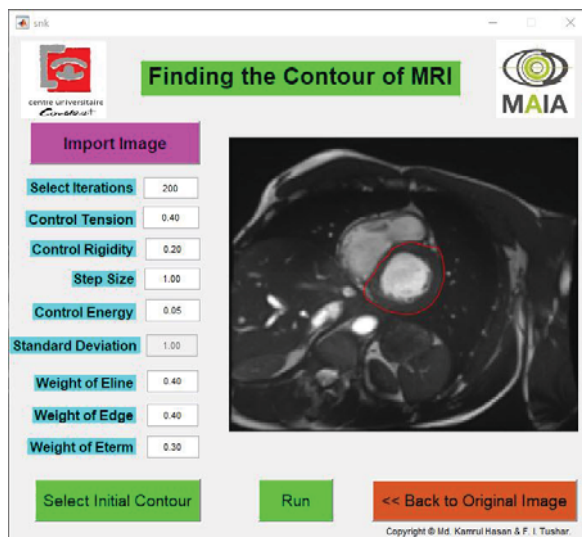 snk
centre universitaire
Condorcet
Finding the Contour of MRI
MAIA
Import Image
Select Iterations 200
Control Tension 0.40
Control Rigidity 0.20
Step Size 1.00
Control Energy 0.05
Standard Deviation 1.00
Weight of Eline 0.40
Weight of Edge 0.40
Weight of Eterm 0.30
Select Initial Contour
Run
<< Back to Original Image
Copyright @ Md. Kamrul Hasan & F. I. Tushar.